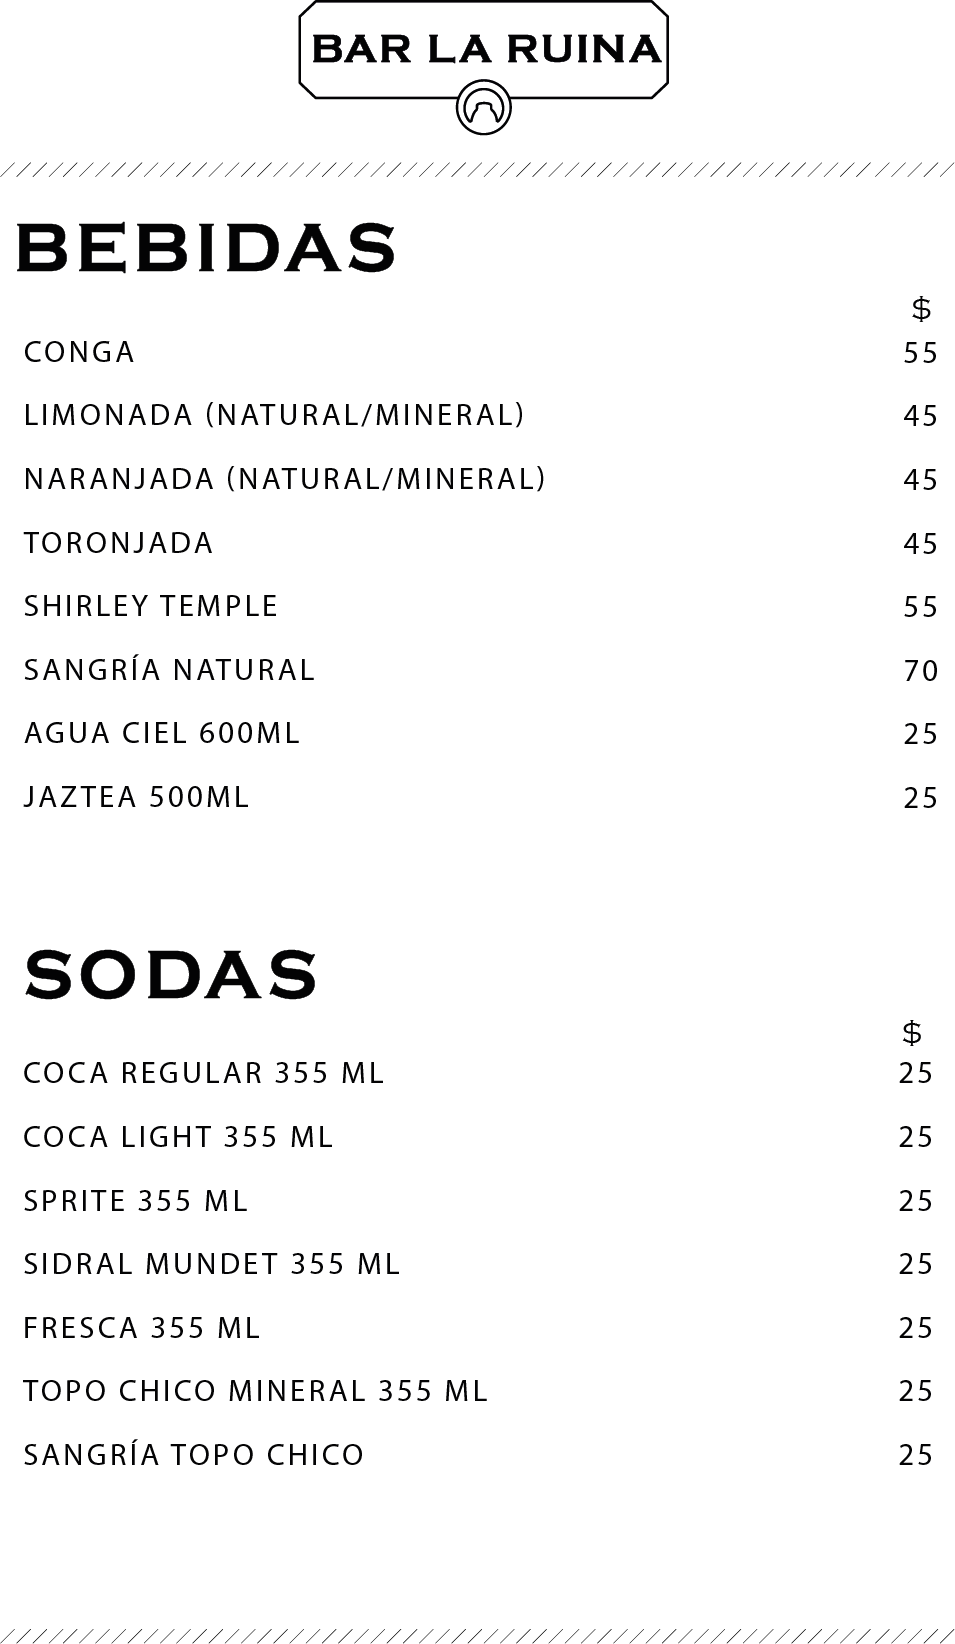 BAR LA RUINA
BEBIDAS
$
CONGA 55
LIMONADA (NATURAL/MINERAL) 45
NARANJADA (NATURAL/MINERAL) 45
TORONJADA 45
SHIRLEY TEMPLE 55
SANGRÍA NATURAL 70
AGUA CIEL 600ML 25
JAZTEA 500ML 25
SODAS
$
COCA REGULAR 355 ML 25
COCA LIGHT 355 ML 25
SPRITE 355 ML 25
SIDRAL MUNDET 355 ML 25
FRESCA 355 ML 25
TOPO CHICO MINERAL 355 ML 25
SANGRÍA TOPO CHICO 25